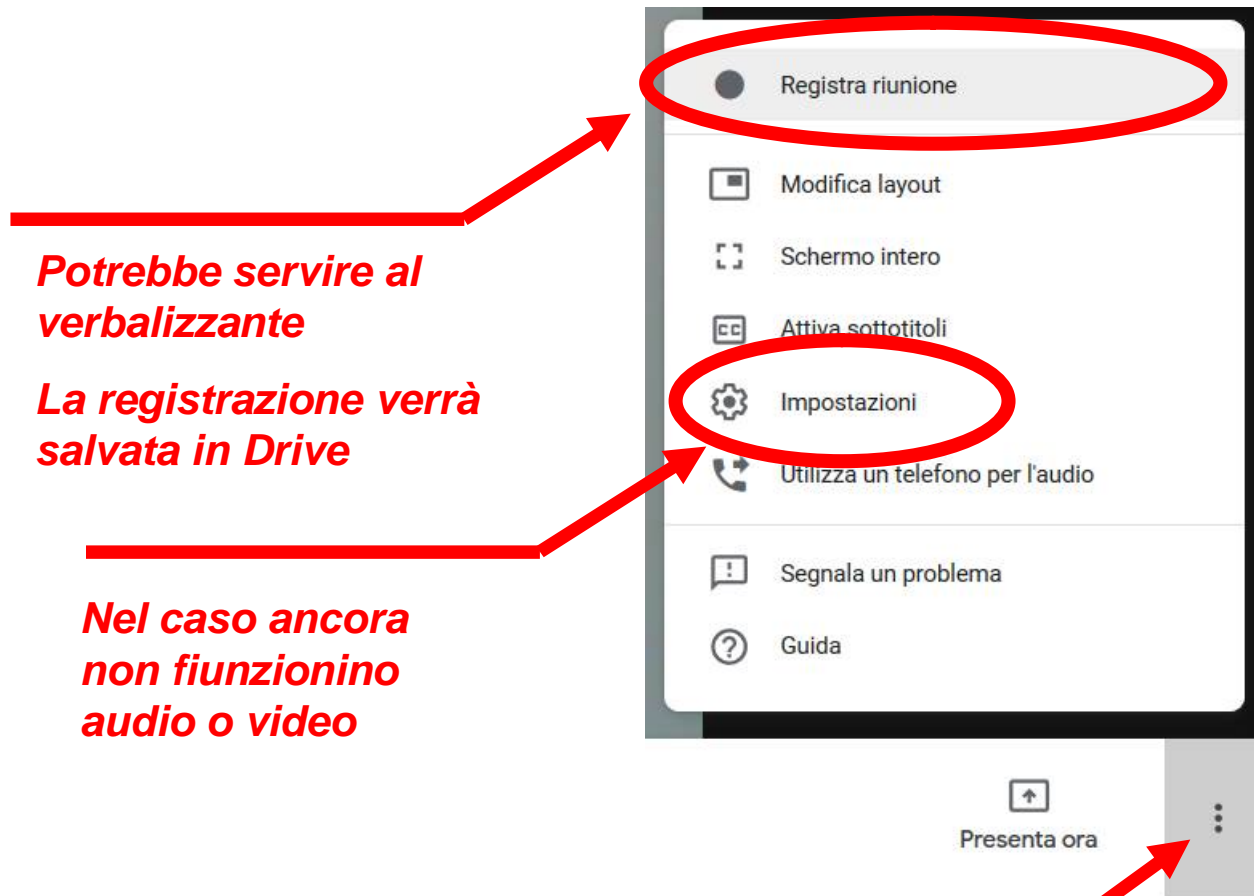 Registra riunione
Modifica layout
Schermo intero
CC
Attiva sottotitoli
Impostazioni
Utilizza un telefono per l'audio
Segnala un problema
Guida
Presenta ora
Potrebbe servire al
verbalizzante
La registrazione verrà
salvata in Drive
Nel caso ancora
non fiunzionino
audio o video